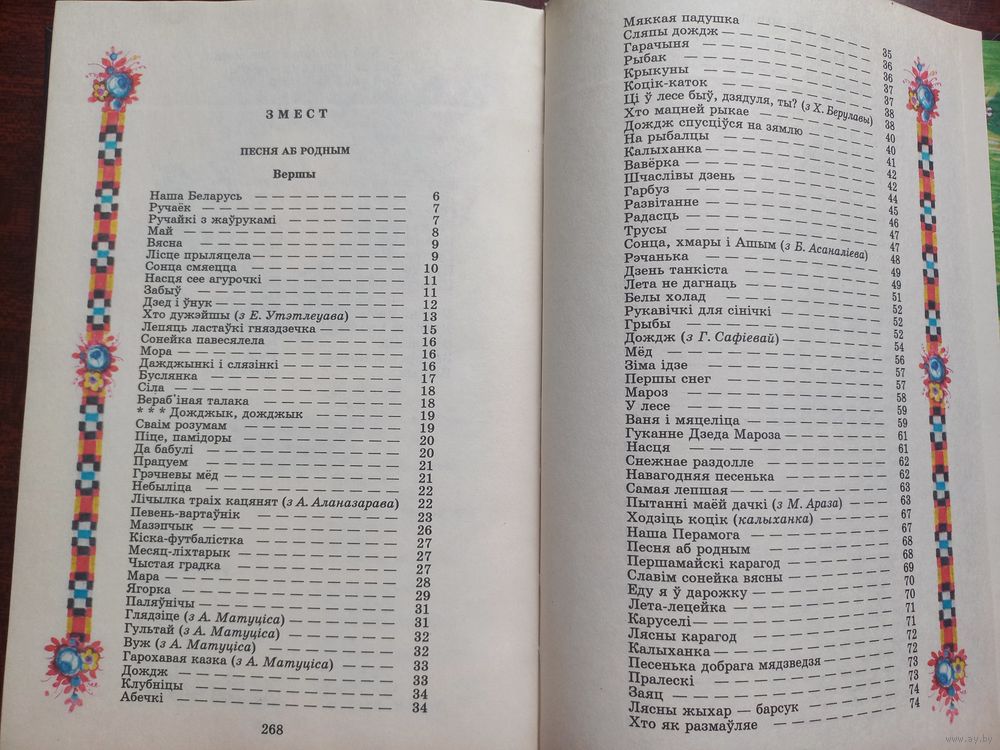 ЗМЕСТ
ПЕСНЯ АБ РОДНЫМ
Вершы
Наша Беларусь 6
Ручаёк 7
Ручайкі з жаўрукамі 7
Май 8
Вясна 9
Лісце прыляцела 9
Сонца смяецца 10
Насця сее агурочкі 11
Забыў 11
Дзед і ўнук 12
Хто дужэйшы (з Е. Утэтлеуава) 13
Лепяць ластаўкі гняздзечка 15
Сонейка павесялела 16
Мора 16
Дажджынкі і слязінкі 16
Буслянка 17
Сіла 18
Вераб'іная талака 18
* * * Дожджык, дожджык 19
Сваім розумам 19
Піце, памідоры 20
Да бабулі 20
Працуем 21
Грэчневы мёд 21
Небыліца 22
Лічылка траіх кацянят (з А. Аланазарава) 22
Певень-вартаўнік 23
Мазэпчык 26
Кіска-футбалістка 27
Месяц-ліхтарык 27
Чыстая градка 27
Мара 28
Ягорка 29
Паляўнічы 31
Глядзіце (з А. Матуціса) 31
Гультай (з А. Матуціса) 32
Вуж (з А. Матуціса) 32
Гарохавая казка (з А. Матуціса) 33
Дождж 33
Клубніцы 34
Абечкі 34
268
Мяккая падушка 35
Сляпы дождж 36
Гарачыня 36
Рыбак 37
Крыкуны 37
Коцік-каток 38
Ці ў лесе быў, дзядуля, ты? (з Х. Берулавы) 38
Хто мацней рыкае 40
Дождж спусціўся на зямлю 40
На рыбалцы 41
Калыханка 42
Вавёрка 42
Шчаслівы дзень 44
Гарбуз 45
Развітанне 46
Радасць 47
Трусы 47
Сонца, хмары і Ашым (з Б. Асаналіева) 48
Рэчанька 49
Дзень танкіста 49
Лета не дагнаць 51
Белы холад 52
Рукавічкі для сінічкі 52
Грыбы 52
Дождж (з Г. Сафіевай) 54
Мёд 56
Зіма ідзе 57
Першы снег 57
Мароз 58
У лесе 59
Ваня і мяцеліца 59
Гуканне Дзеда Мароза 61
Насця 61
Снежнае раздолле 62
Навагодняя песенька 62
Самая лепшая 63
Пытанні маёй дачкі (з М. Араза) 63
Ходзіць коцік (калыханка) 67
Наша Перамога 67
Песня аб родным 68
Першамайскі карагод 68
Славім сонейка вясны 69
Еду я ў дарожку 70
Лета-лецейка 70
Каруселі 71
Лясны карагод 71
Калыханка 72
Песенька добрага мядзведзя 72
Пралескі 73
Заяц 73
Лясны жыхар — барсук 74
Хто як размаўляе 74
www.ay.by